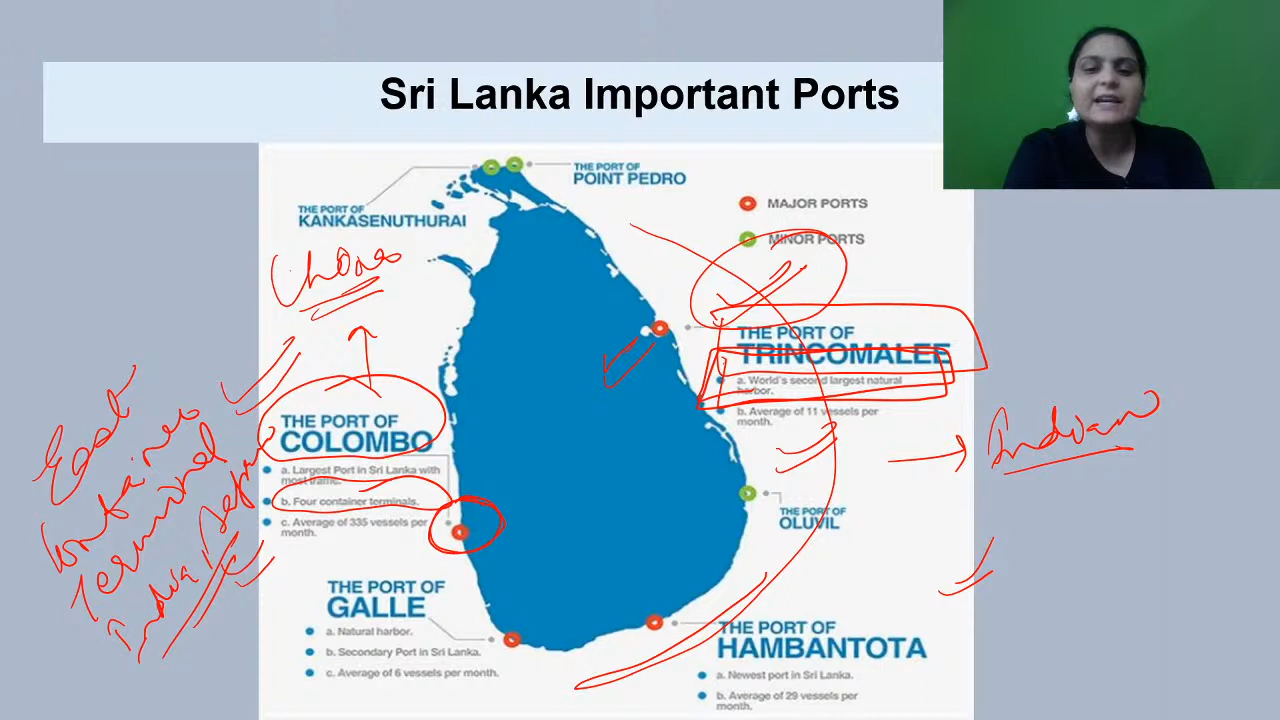 Sri Lanka Important Ports
THE PORT OF
POINT PEDRO
THE PORT OF
KANKASENUTHURAI
MAJOR PORTS
MINOR PORTS
China
THE PORT OF
TRINCOMALEE
a. World's second largest natural
harbor.
b. Average of 11 vessels per
month.
THE PORT OF
COLOMBO
a. Largest Port in Sri Lanka with
most traffic.
b. Four container terminals.
c. Average of 335 vessels per
month.
East
Container
Terminal
India Japan
Indian
THE PORT OF
OLUVIL
THE PORT OF
GALLE
a. Natural harbor.
b. Secondary Port in Sri Lanka.
c. Average of 6 vessels per month.
THE PORT OF
HAMBANTOTA
a. Newest port in Sri Lanka.
b. Average of 29 vessels per
month.